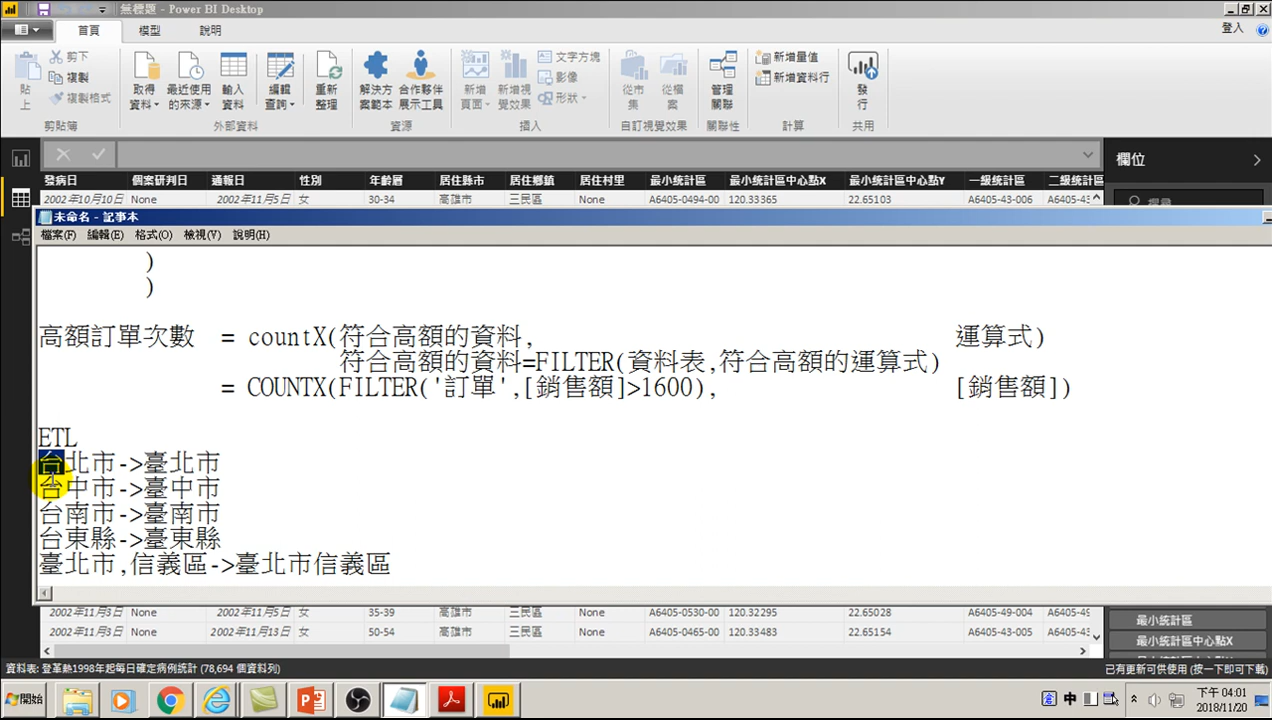 無標題 - Power BI Desktop
首頁 模型 說明 登入
貼上 剪下 複製 複製格式 取得資料 最近使用的來源 輸入資料 編輯查詢 重新整理 解決方案範本 合作夥伴展示工具 新增頁面 新增視覺效果 文字方塊 影像 形狀 從市集 從檔案 管理關聯 新增量值 新增資料行 發行
剪貼簿 外部資料 資源 插入 自訂視覺效果 關聯性 計算 共用
欄位
發病日 個案研判日 通報日 性別 年齡層 居住縣市 居住鄉鎮 居住村里 最小統計區 最小統計區中心點X 最小統計區中心點Y 一級統計區 二級統計區
2002年10月10日 None 2002年11月5日 女 30-34 高雄市 三民區 None A6405-0494-00 120.33365 22.65103 A6405-43-006 A6405-43
搜尋
未命名 - 記事本
檔案(F) 編輯(E) 格式(O) 檢視(V) 說明(H)
)
)
高額訂單次數 = countX(符合高額的資料, 運算式)
符合高額的資料=FILTER(資料表,符合高額的運算式)
= COUNTX(FILTER('訂單',[銷售額]>1600), [銷售額])
ETL
台北市->臺北市
台中市->臺中市
台南市->臺南市
台東縣->臺東縣
臺北市,信義區->臺北市信義區
2002年11月3日 None 2002年11月5日 女 35-39 高雄市 三民區 None A6405-0530-00 120.32295 22.65028 A6405-49-004 A6405-49
2002年11月3日 None 2002年11月13日 女 50-54 高雄市 三民區 None A6405-0465-00 120.33483 22.65154 A6405-43-005 A6405-43
最小統計區
最小統計區中心點X
資料表: 登革熱1998年起每日確定病例統計 (78,694 個資料列) 已有更新可供使用 (按一下即可下載)
開始 中 下午 04:01
2018/11/20